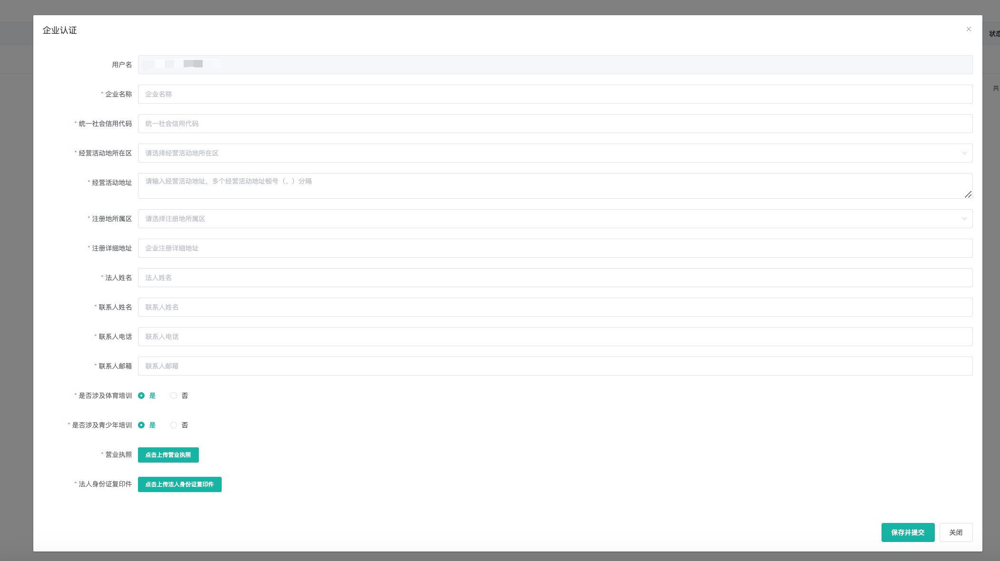 企业认证
状态
用户名
* 企业名称 企业名称
* 统一社会信用代码 统一社会信用代码
* 经营活动地所在区 请选择经营活动地所在区
* 经营活动地址 请输入经营活动地址，多个经营活动地址顿号（、）分隔
共
* 注册地所属区 请选择注册地所属区
* 注册详细地址 企业注册详细地址
* 法人姓名 法人姓名
* 联系人姓名 联系人姓名
* 联系人电话 联系人电话
* 联系人邮箱 联系人邮箱
* 是否涉及体育培训 是 否
* 是否涉及青少年培训 是 否
* 营业执照 点击上传营业执照
* 法人身份证复印件 点击上传法人身份证复印件
保存并提交 关闭